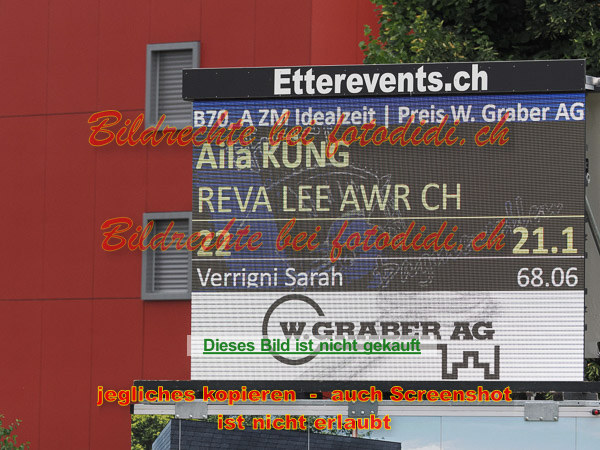 Etterevents.ch
B70, A ZM Idealzeit | Preis W. Graber AG
Bildrechte bei fotodidi.ch
Alla KÜNG
REVA LEE AWR CH
Bildrechte bei fotodidi.ch
22 21.1
Verrigni Sarah 68.06
W. GRABER AG
Dieses Bild ist nicht gekauft
jegliches kopieren - auch Screenshot
ist nicht erlaubt